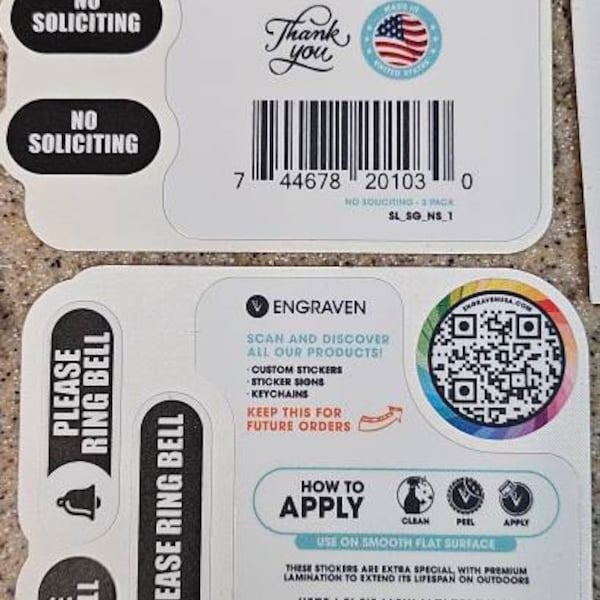 NO
SOLICITING
NO
SOLICITING
Thank
you
MADE IN
UNITED STATES
7 44678 20103 0
NO SOLICITING - 3 PACK
SL_SG_NS_1
ENGRAVEN
SCAN AND DISCOVER
ALL OUR PRODUCTS!
· CUSTOM STICKERS
· STICKER SIGNS
· KEYCHAINS
KEEP THIS FOR
FUTURE ORDERS
ENGRAVENUSA.COM
PLEASE
RING BELL
EASE RING BELL
HOW TO
APPLY
CLEAN
PEEL
APPLY
USE ON SMOOTH FLAT SURFACE
THESE STICKERS ARE EXTRA SPECIAL, WITH PREMIUM
LAMINATION TO EXTEND ITS LIFESPAN ON OUTDOORS